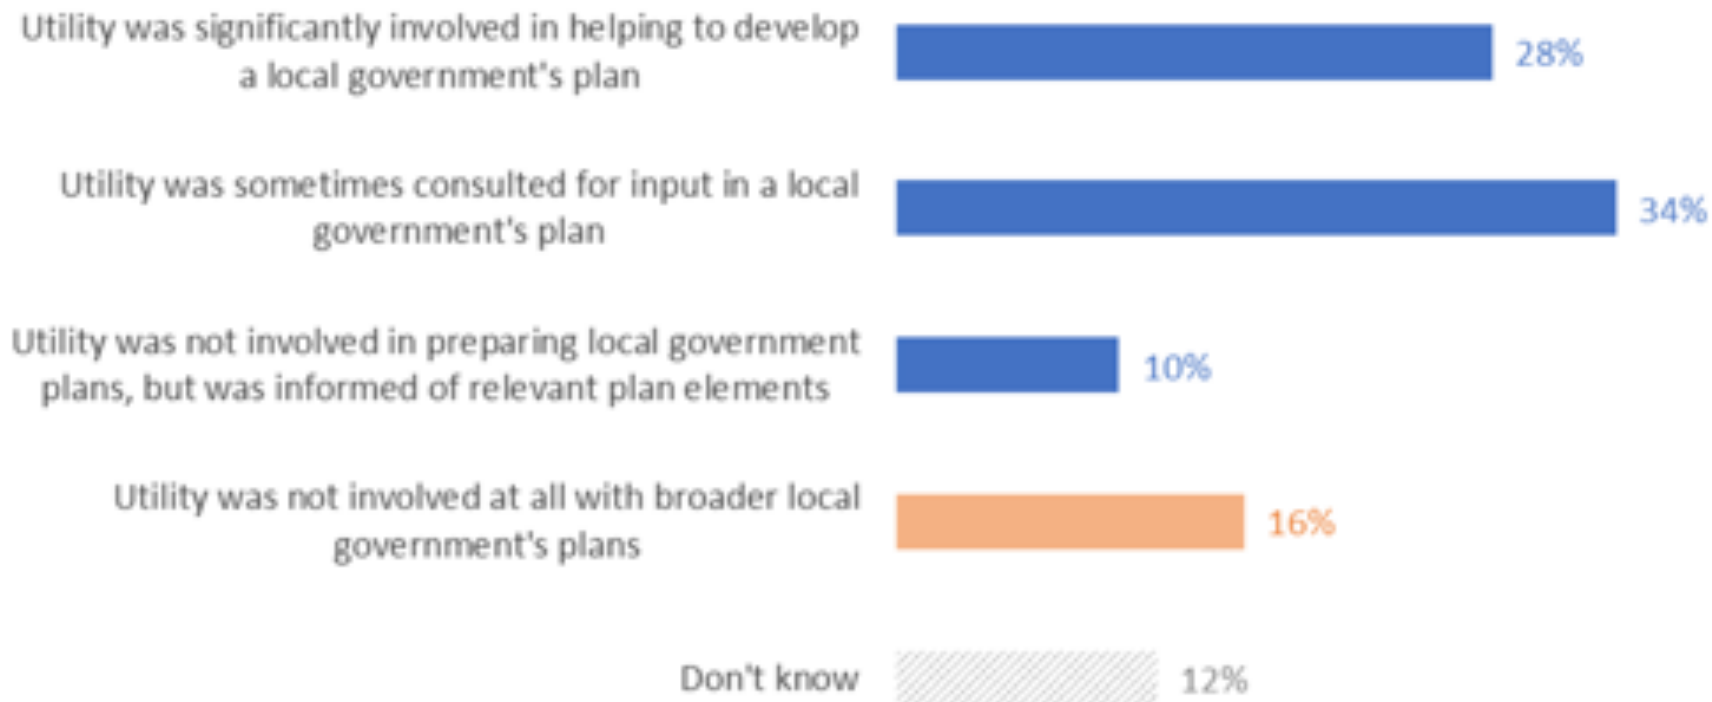 Utility was significantly involved in helping to develop
a local government's plan
28%
Utility was sometimes consulted for input in a local
government's plan
34%
Utility was not involved in preparing local government
plans, but was informed of relevant plan elements
10%
Utility was not involved at all with broader local
government's plans
16%
Don't know
12%